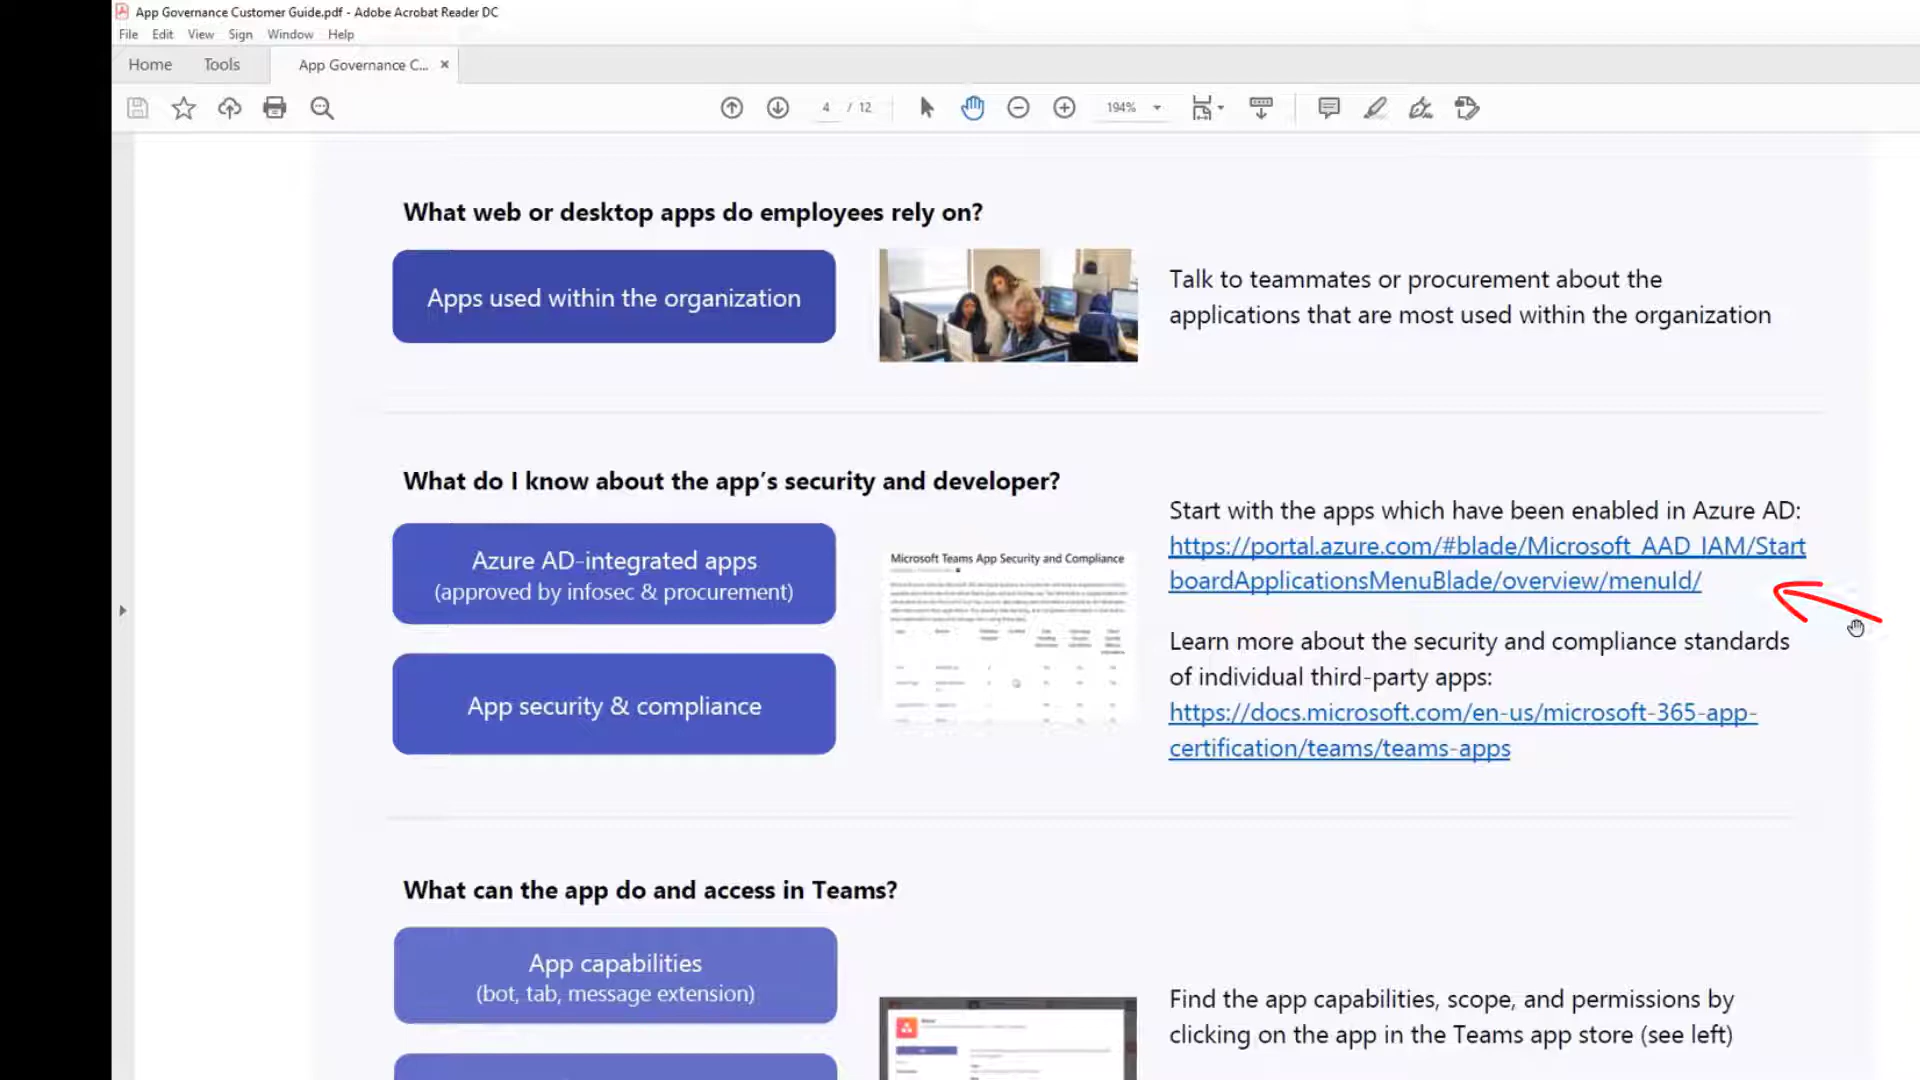 App Governance Customer Guide.pdf - Adobe Acrobat Reader DC
File Edit View Sign Window Help
Home Tools App Governance C... ×
4 / 12 194%
What web or desktop apps do employees rely on?
Apps used within the organization
Talk to teammates or procurement about the
applications that are most used within the organization
What do I know about the app's security and developer?
Azure AD-integrated apps
(approved by infosec & procurement)
App security & compliance
Microsoft Teams App Security and Compliance
Start with the apps which have been enabled in Azure AD:
https://portal.azure.com/#blade/Microsoft_AAD_IAM/Start
boardApplicationsMenuBlade/overview/menuId/
Learn more about the security and compliance standards
of individual third-party apps:
https://docs.microsoft.com/en-us/microsoft-365-app-
certification/teams/teams-apps
What can the app do and access in Teams?
App capabilities
(bot, tab, message extension)
Find the app capabilities, scope, and permissions by
clicking on the app in the Teams app store (see left)